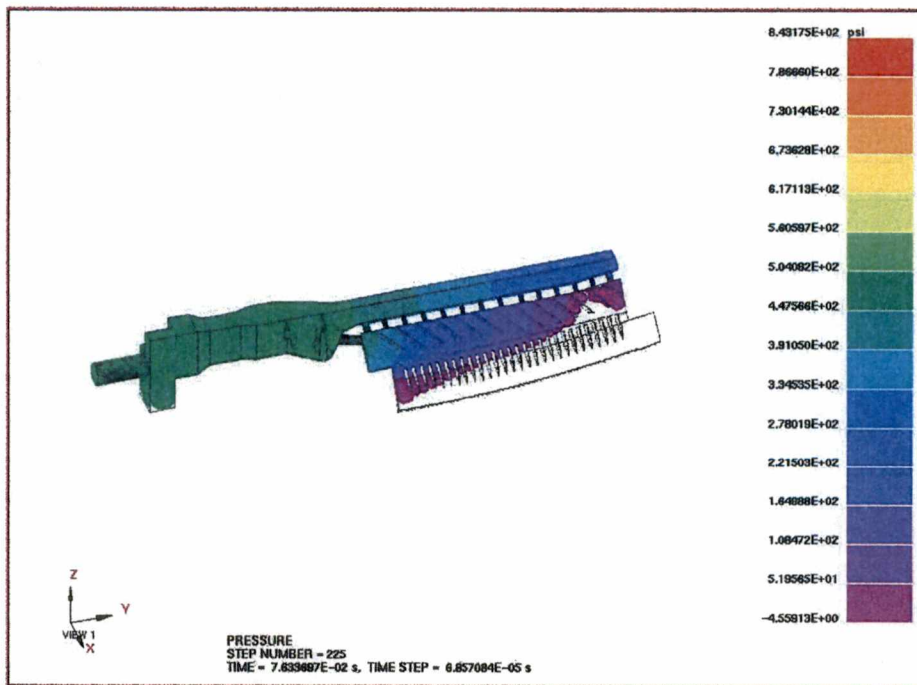 8.43175E+02 psi
7.86660E+02
7.30144E+02
6.73628E+02
6.17113E+02
5.60597E+02
5.04082E+02
4.47566E+02
3.91050E+02
3.34535E+02
2.78019E+02
2.21503E+02
1.64988E+02
1.08472E+02
5.19565E+01
-4.55913E+00
Z
Y
VIEW 1
X
PRESSURE
STEP NUMBER = 225
TIME = 7.633697E-02 s, TIME STEP = 6.857084E-05 s